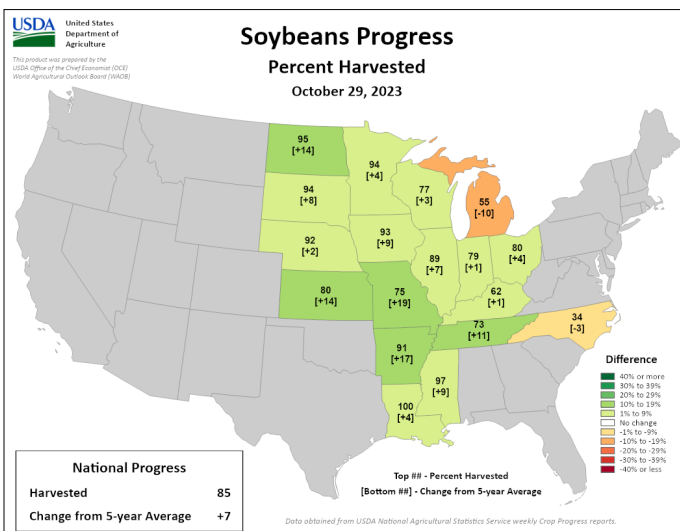 USDA
United States
Department of
Agriculture
This product was prepared by the
USDA Office of the Chief Economist (OCE)
World Agricultural Outlook Board (WAOB)
Soybeans Progress
Percent Harvested
October 29, 2023
95
[+14]
94
[+4]
77
[+3]
55
[-10]
94
[+8]
93
[+9]
92
[+2]
89
[+7]
79
[+1]
80
[+4]
80
[+14]
75
[+19]
62
[+1]
73
[+11]
34
[-3]
91
[+17]
97
[+9]
100
[+4]
Difference
40% or more
30% to 39%
20% to 29%
10% to 19%
1% to 9%
No change
-1% to -9%
-10% to -19%
-20% to -29%
-30% to -39%
-40% or less
National Progress
Harvested 85
Change from 5-year Average +7
Top ## - Percent Harvested
[Bottom ##] - Change from 5-year Average
Data obtained from USDA National Agricultural Statistics Service weekly Crop Progress reports.